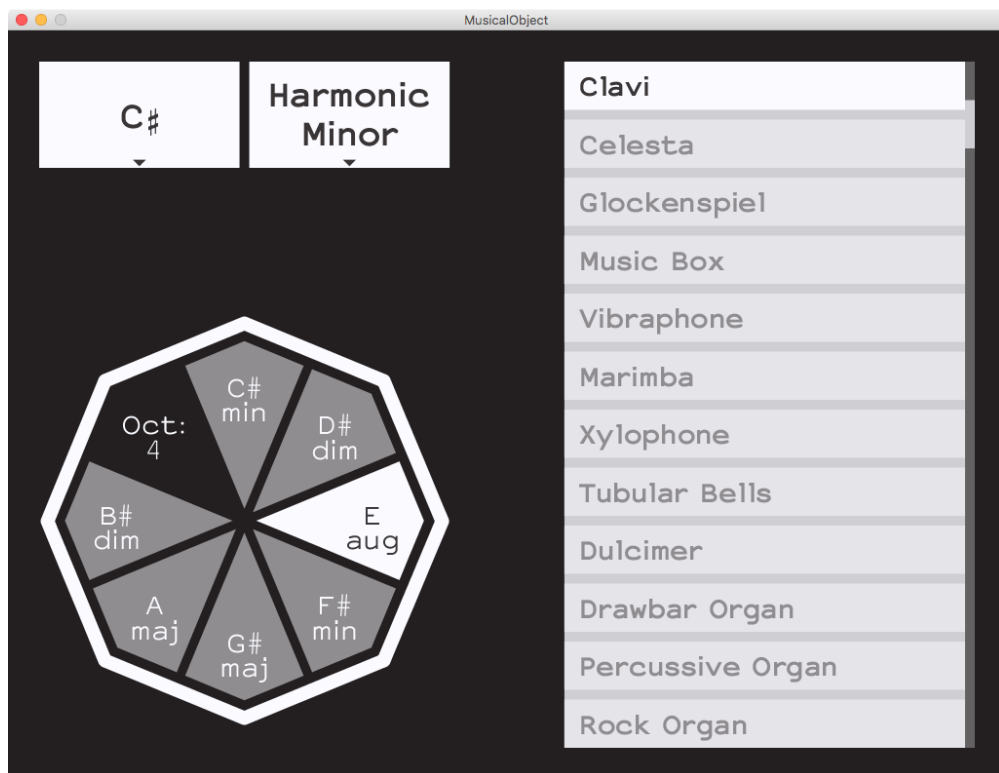 MusicalObject
C♯
Harmonic
Minor
Clavi
Celesta
Glockenspiel
Music Box
Vibraphone
Marimba
Xylophone
Tubular Bells
Dulcimer
Drawbar Organ
Percussive Organ
Rock Organ
Oct:
4
C#
min
D#
dim
E
aug
F#
min
G#
maj
A
maj
B#
dim